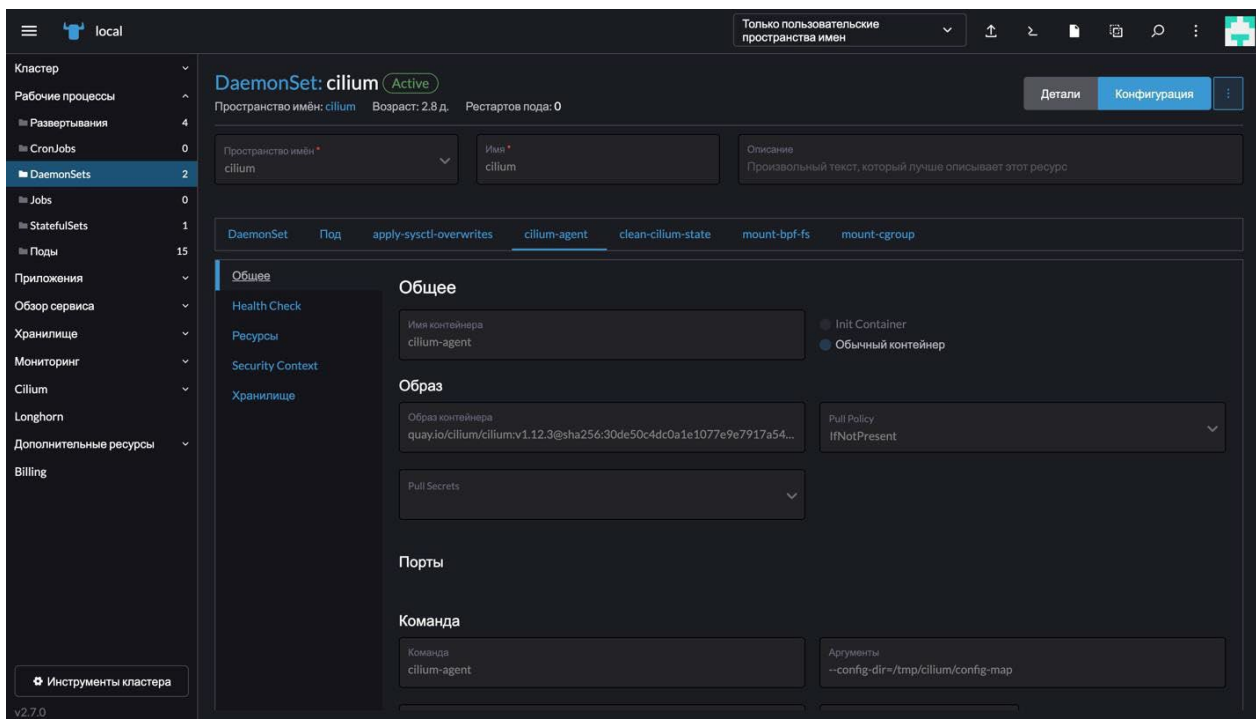 local
Только пользовательские
пространства имен
Кластер
Рабочие процессы
Развертывания 4
CronJobs 0
DaemonSets 2
Jobs 0
StatefulSets 1
Поды 15
Приложения
Обзор сервиса
Хранилище
Мониторинг
Cilium
Longhorn
Дополнительные ресурсы
Billing
Инструменты кластера
v2.7.0
DaemonSet: cilium Active
Пространство имён: cilium Возраст: 2.8 д. Рестартов пода: 0
Детали Конфигурация
Пространство имён *
cilium
Имя *
cilium
Описание
Произвольный текст, который лучше описывает этот ресурс
DaemonSet Под apply-sysctl-overwrites cilium-agent clean-cilium-state mount-bpf-fs mount-cgroup
Общее
Health Check
Ресурсы
Security Context
Хранилище
Общее
Имя контейнера
cilium-agent
Init Container
Обычный контейнер
Образ
Образ контейнера
quay.io/cilium/cilium:v1.12.3@sha256:30de50c4dc0a1e1077e9e7917a54...
Pull Policy
IfNotPresent
Pull Secrets
Порты
Команда
Команда
cilium-agent
Аргументы
--config-dir=/tmp/cilium/config-map